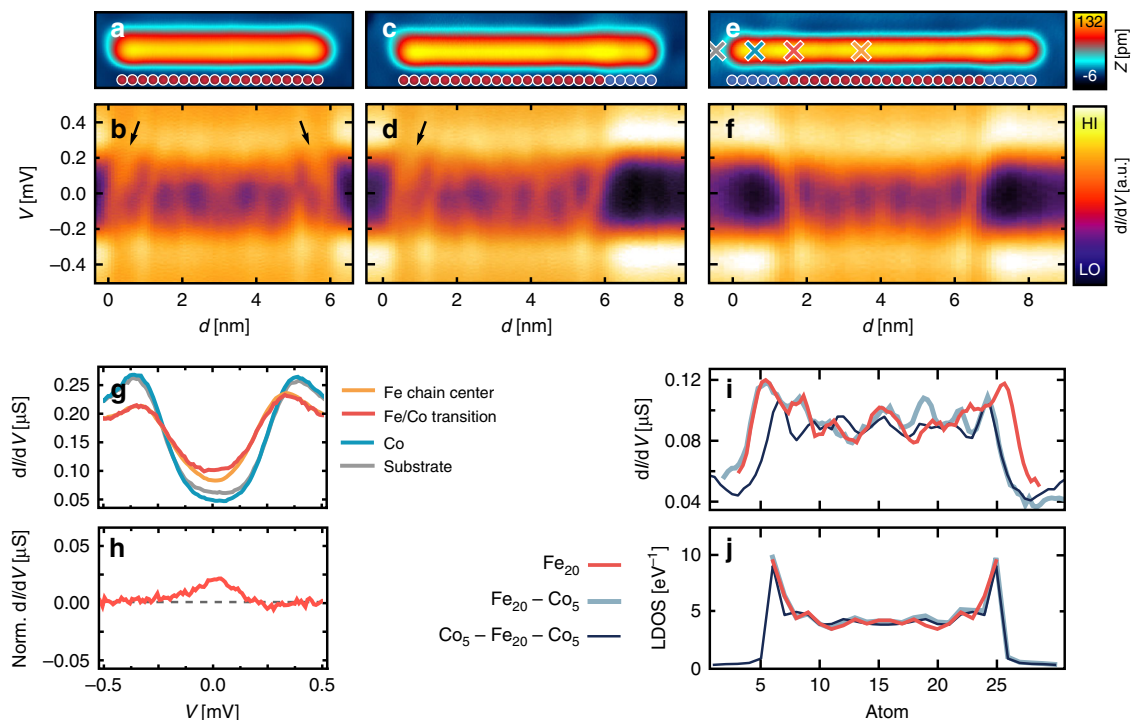 a
c
e
132
-6
Z [pm]
b
d
f
0.4
0.2
0.0
−0.2
−0.4
V [mV]
0 2 4 6
0 2 4 6 8
0 2 4 6 8
d [nm]
d [nm]
d [nm]
HI
LO
dI/dV [a.u.]
g
0.25
0.20
0.15
0.10
0.05
dI/dV [µS]
Fe chain center
Fe/Co transition
Co
Substrate
h
0.05
0.00
−0.05
Norm. dI/dV [µS]
−0.5 0.0 0.5
V [mV]
i
0.12
0.08
0.04
dI/dV [µS]
Fe₂₀
Fe₂₀ – Co₅
Co₅ – Fe₂₀ – Co₅
j
10
5
0
LDOS [eV⁻¹]
5 10 15 20 25
Atom